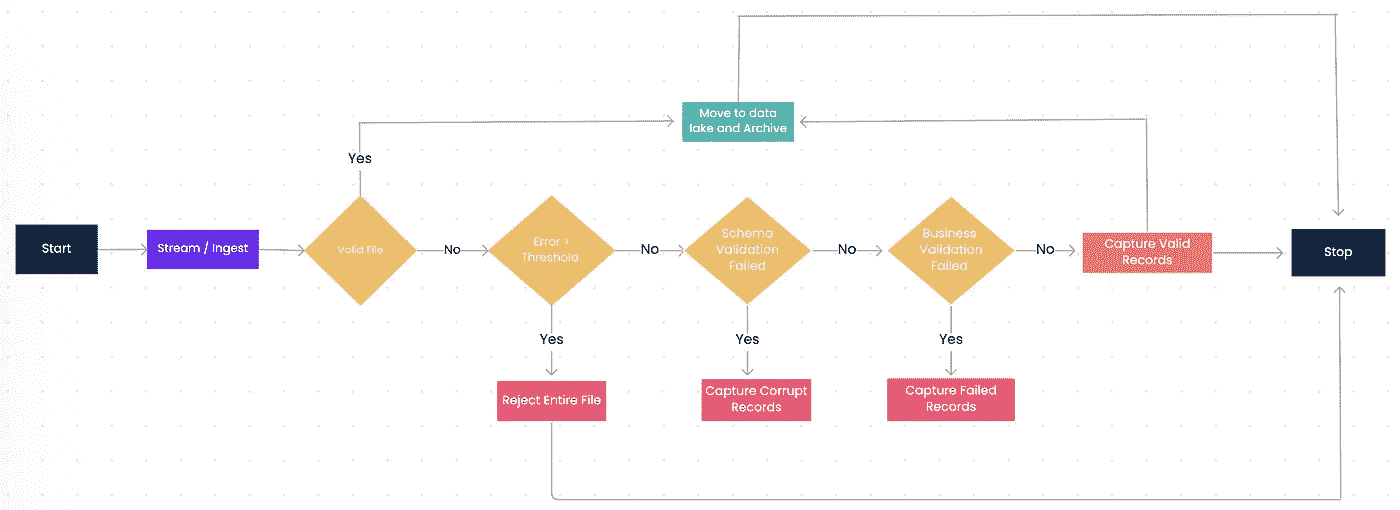 Move to data
lake and Archive
Yes
Start
Stream / Ingest
Valid File
No
Error >
Threshold
No
Schema
Validation
Failed
No
Business
Validation
Failed
No
Capture Valid
Records
Stop
Yes
Yes
Yes
Reject Entire File
Capture Corrupt
Records
Capture Failed
Records